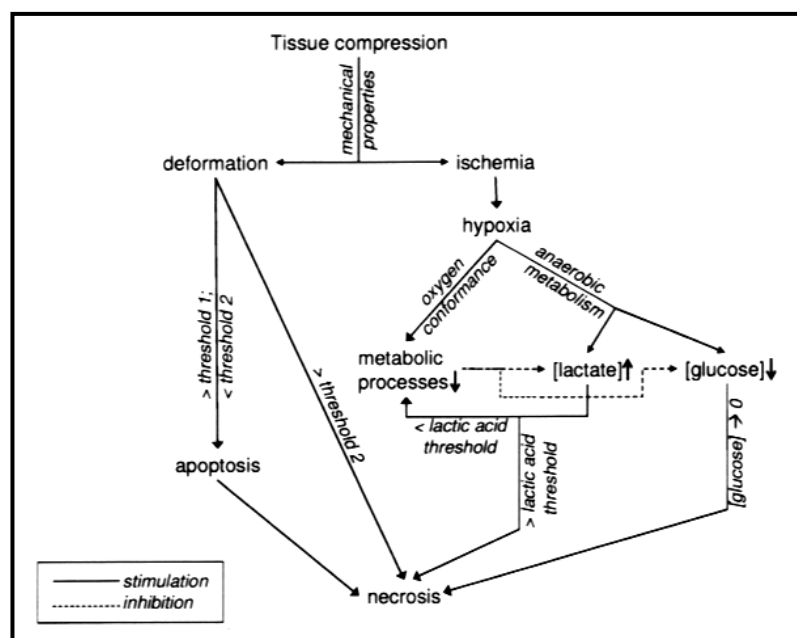 Tissue compression
mechanical
properties
deformation
ischemia
hypoxia
oxygen
conformance
anaerobic
metabolism
> threshold 1;
< threshold 2
> threshold 2
metabolic
processes↓
[lactate]↑
[glucose]↓
< lactic acid
threshold
> lactic acid
threshold
[glucose] → 0
apoptosis
necrosis
stimulation
inhibition